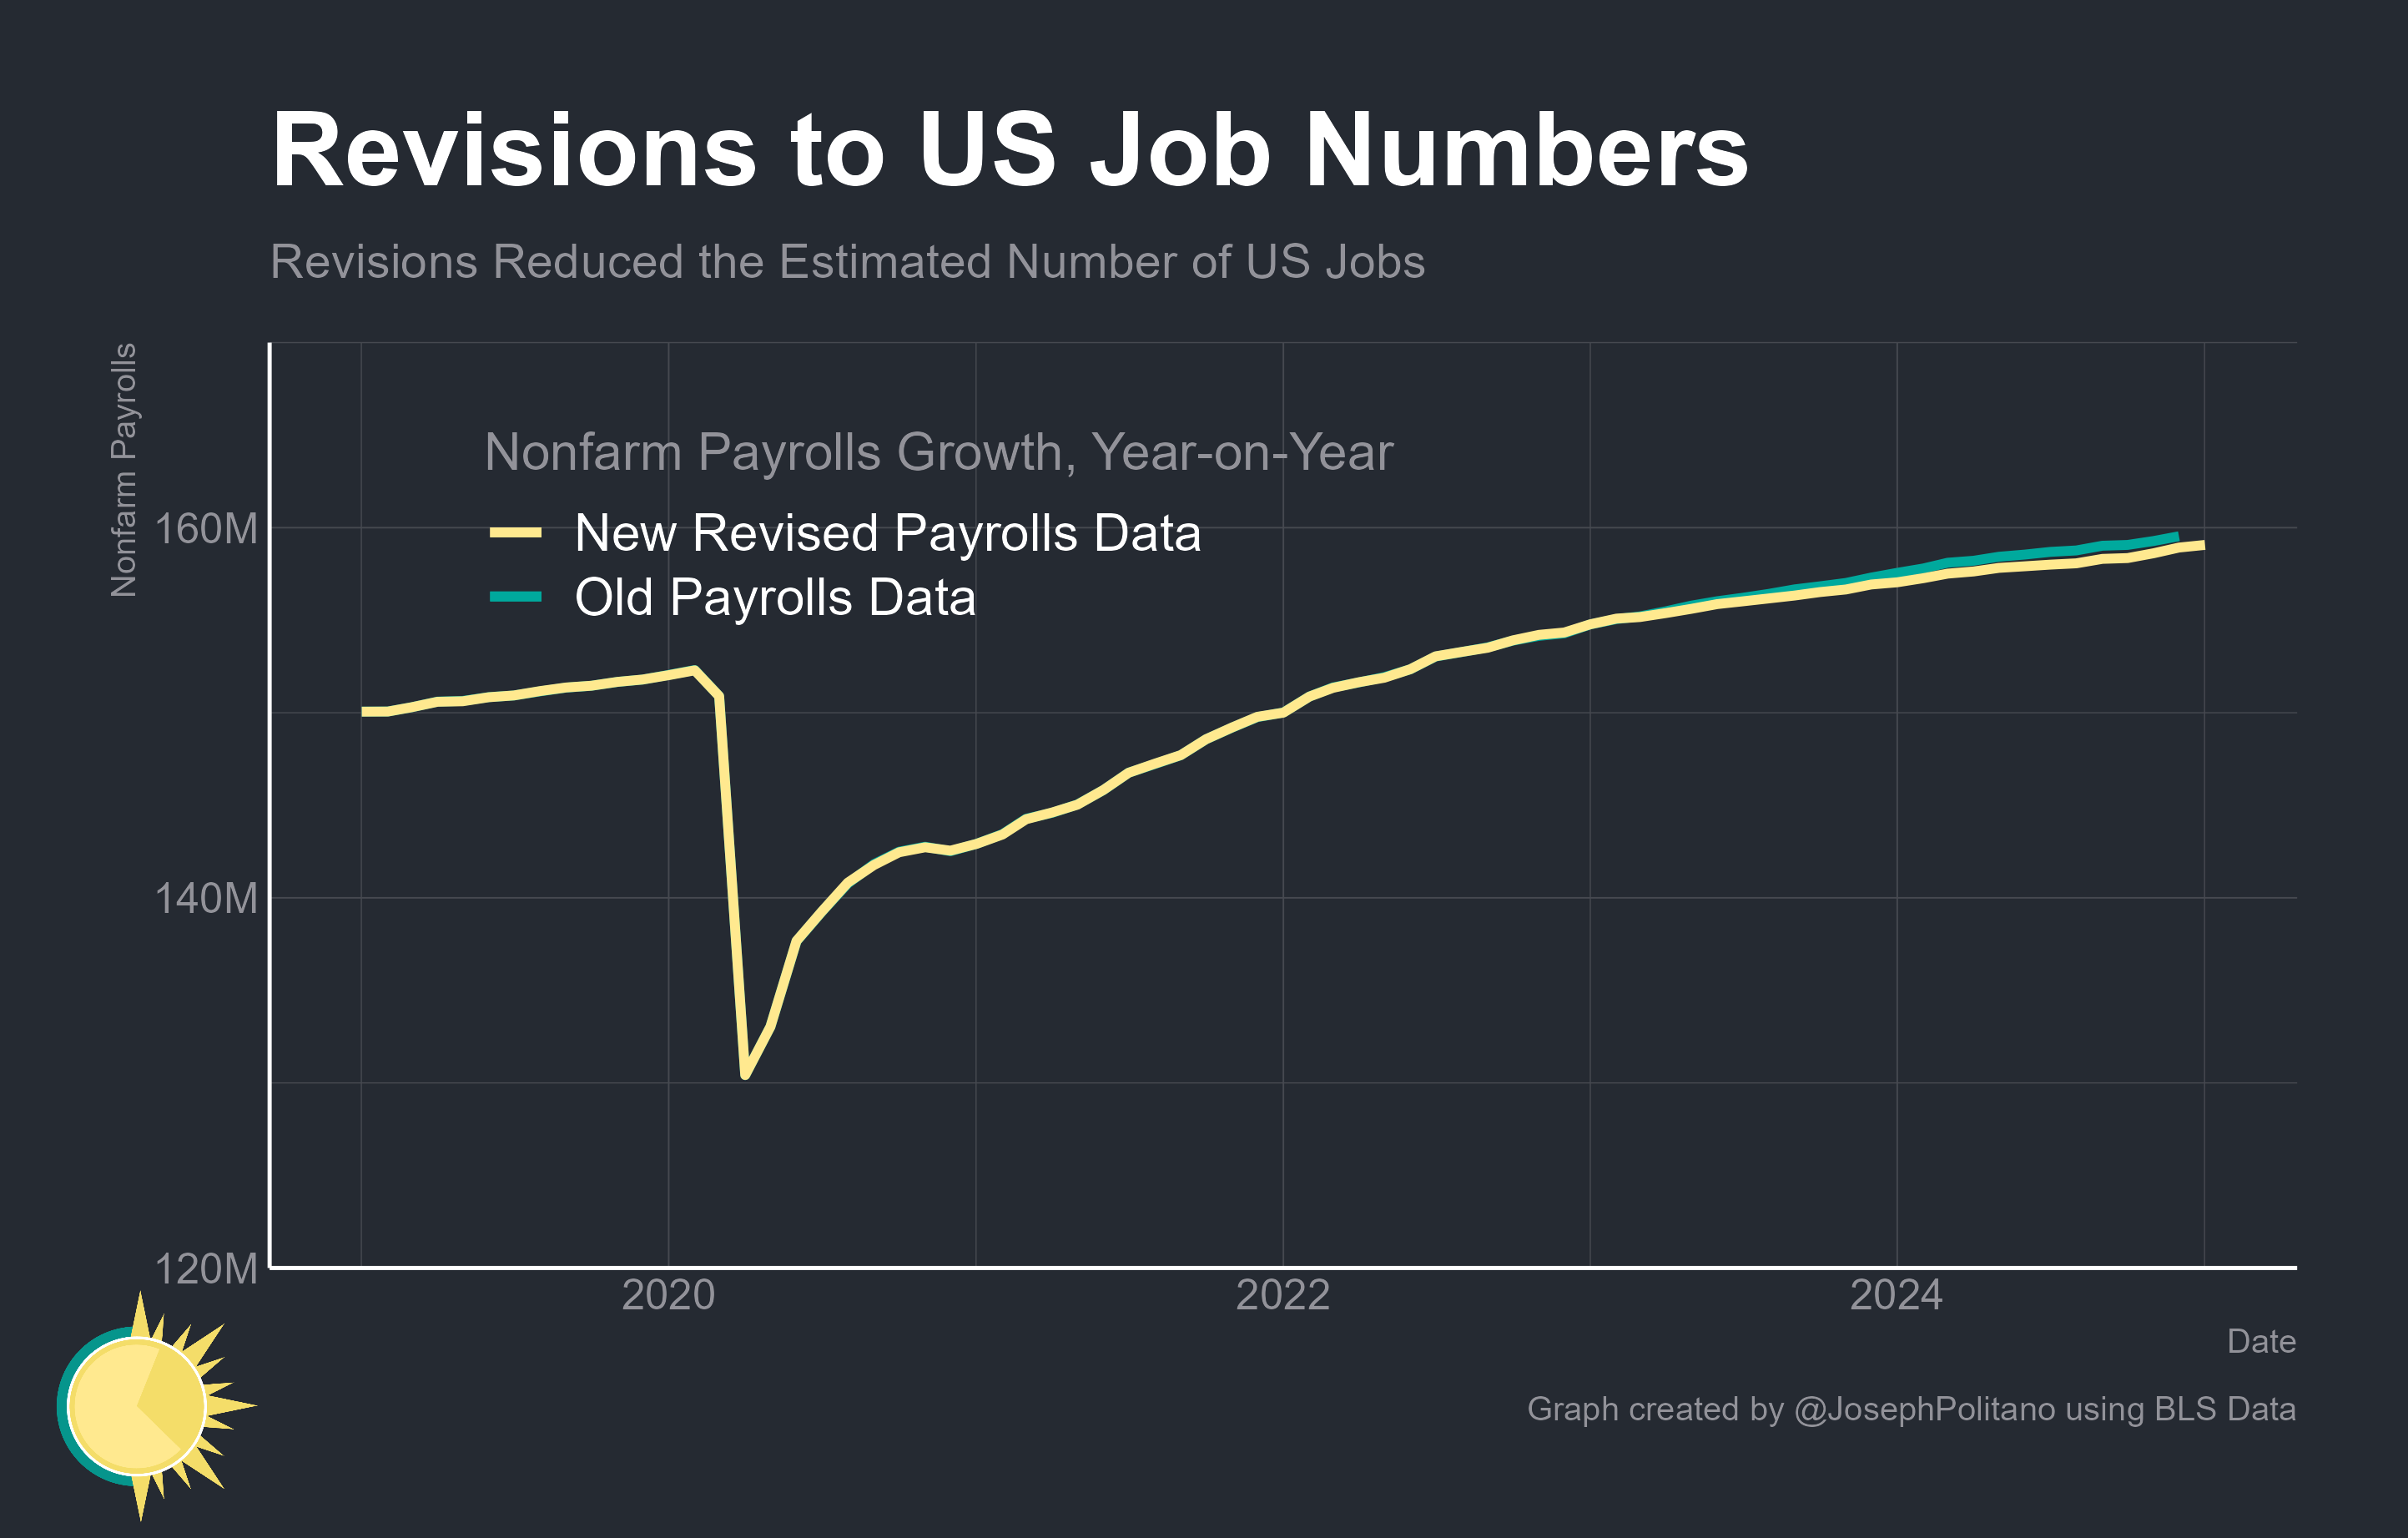 Revisions to US Job Numbers
Revisions Reduced the Estimated Number of US Jobs
Nonfarm Payrolls
Nonfarm Payrolls Growth, Year-on-Year
New Revised Payrolls Data
Old Payrolls Data
160M
140M
120M
2020
2022
2024
Date
Graph created by @JosephPolitano using BLS Data